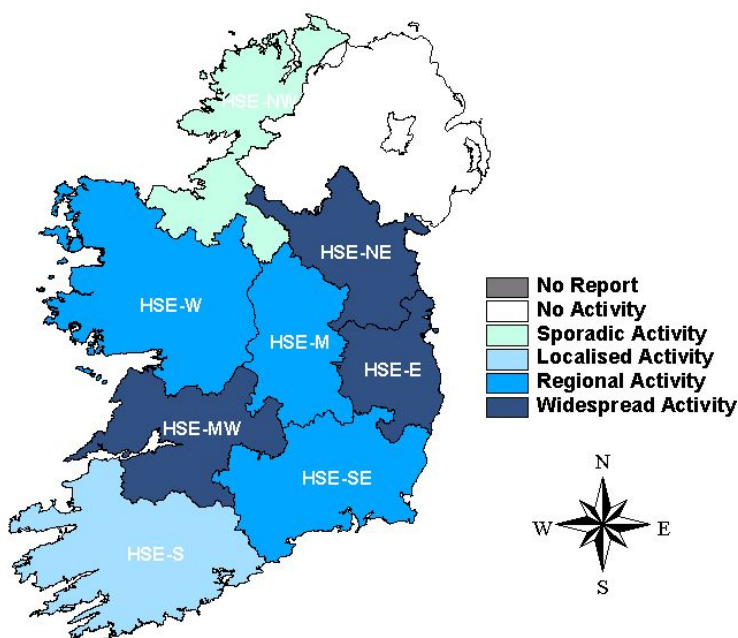 HSE-NW
HSE-NE
HSE-W
HSE-M
HSE-E
HSE-MW
HSE-SE
HSE-S
No Report
No Activity
Sporadic Activity
Localised Activity
Regional Activity
Widespread Activity
N
W
E
S